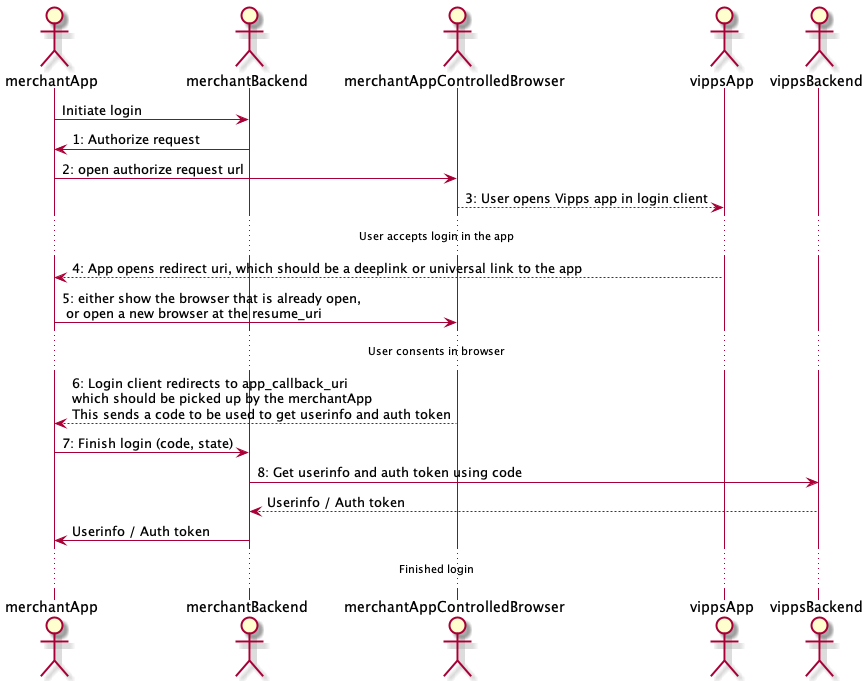 merchantApp merchantBackend merchantAppControlledBrowser vippsApp vippsBackend
Initiate login
1: Authorize request
2: open authorize request url
3: User opens Vipps app in login client
User accepts login in the app
4: App opens redirect uri, which should be a deeplink or universal link to the app
5: either show the browser that is already open,
or open a new browser at the resume_uri
User consents in browser
6: Login client redirects to app_callback_uri
which should be picked up by the merchantApp
This sends a code to be used to get userinfo and auth token
7: Finish login (code, state)
8: Get userinfo and auth token using code
Userinfo / Auth token
Userinfo / Auth token
Finished login
merchantApp merchantBackend merchantAppControlledBrowser vippsApp vippsBackend